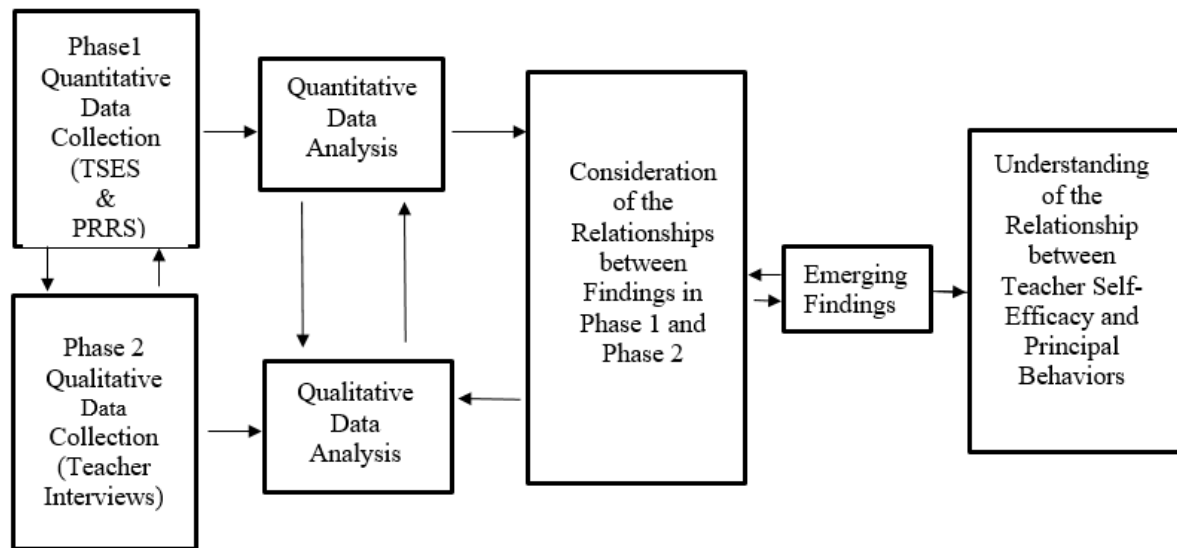 Phase1
Quantitative
Data
Collection
(TSES
&
PRRS)
Quantitative
Data
Analysis
Phase 2
Qualitative
Data
Collection
(Teacher
Interviews)
Qualitative
Data
Analysis
Consideration
of the
Relationships
between
Findings in
Phase 1 and
Phase 2
Emerging
Findings
Understanding
of the
Relationship
between
Teacher Self-
Efficacy and
Principal
Behaviors